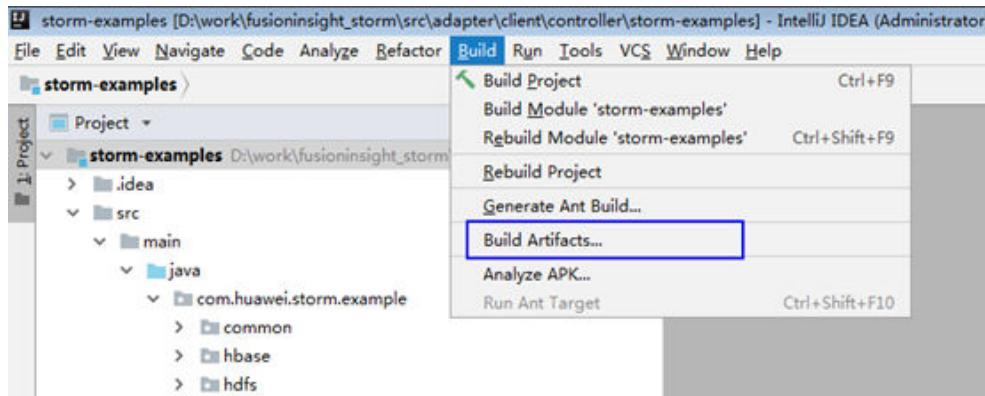 storm-examples [D:\work\fusioninsight_storm\src\adapter\client\controller\storm-examples] - IntelliJ IDEA (Administrator
File Edit View Navigate Code Analyze Refactor Build Run Tools VCS Window Help
storm-examples
Build Project Ctrl+F9
Build Module 'storm-examples'
Rebuild Module 'storm-examples' Ctrl+Shift+F9
Rebuild Project
Generate Ant Build...
Build Artifacts...
Analyze APK...
Run Ant Target Ctrl+Shift+F10
1: Project
Project
storm-examples D:\work\fusioninsight_storm
.idea
src
main
java
com.huawei.storm.example
common
hbase
hdfs